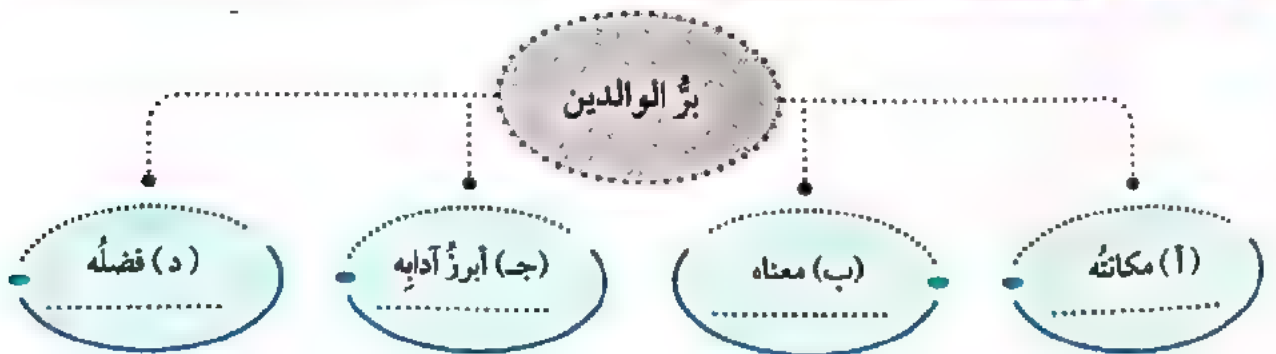 برُّ الوالدين
(أ) مكانتُه
(ب) معناه
(جـ) أبرزُ آدابِه
(د) فضلُه